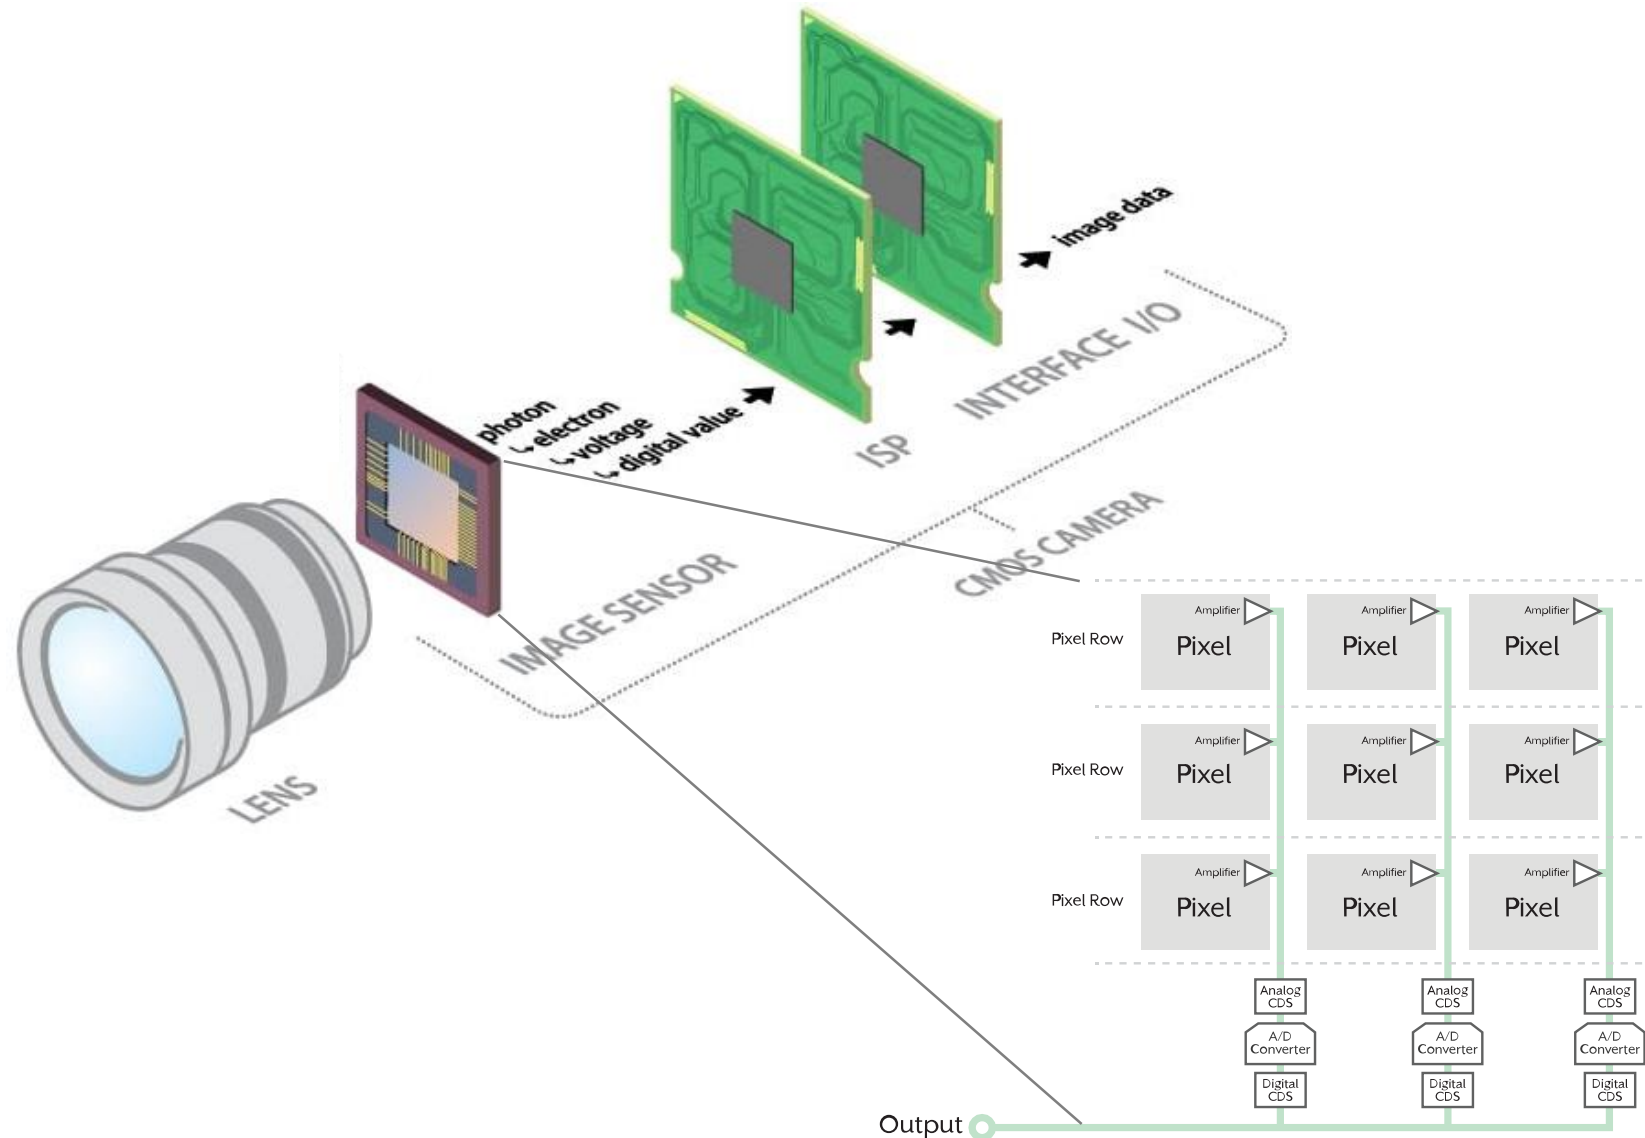 image data
photon
↳ electron
↳ voltage
↳ digital value
INTERFACE I/O
ISP
CMOS CAMERA
IMAGE SENSOR
LENS
Pixel Row
Amplifier
Pixel
Amplifier
Pixel
Amplifier
Pixel
Pixel Row
Amplifier
Pixel
Amplifier
Pixel
Amplifier
Pixel
Pixel Row
Amplifier
Pixel
Amplifier
Pixel
Amplifier
Pixel
Analog
CDS
Analog
CDS
Analog
CDS
A/D
Converter
A/D
Converter
A/D
Converter
Digital
CDS
Digital
CDS
Digital
CDS
Output